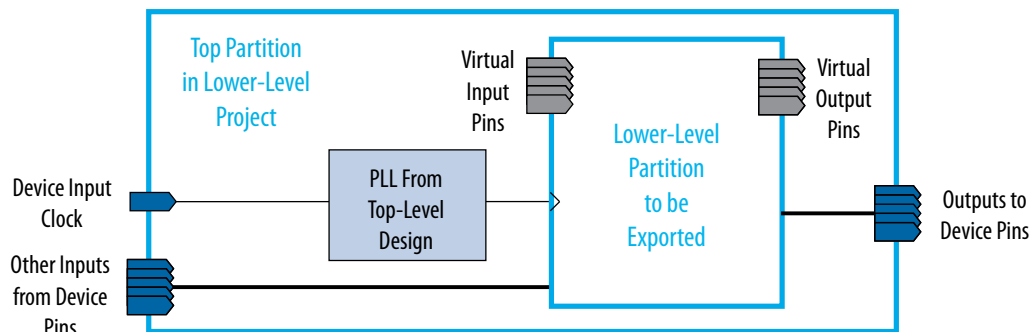 Top Partition
in Lower-Level
Project
Virtual
Input
Pins
Virtual
Output
Pins
Lower-Level
Partition
to be
Exported
Device Input
Clock
PLL From
Top-Level
Design
Outputs to
Device Pins
Other Inputs
from Device
Pins